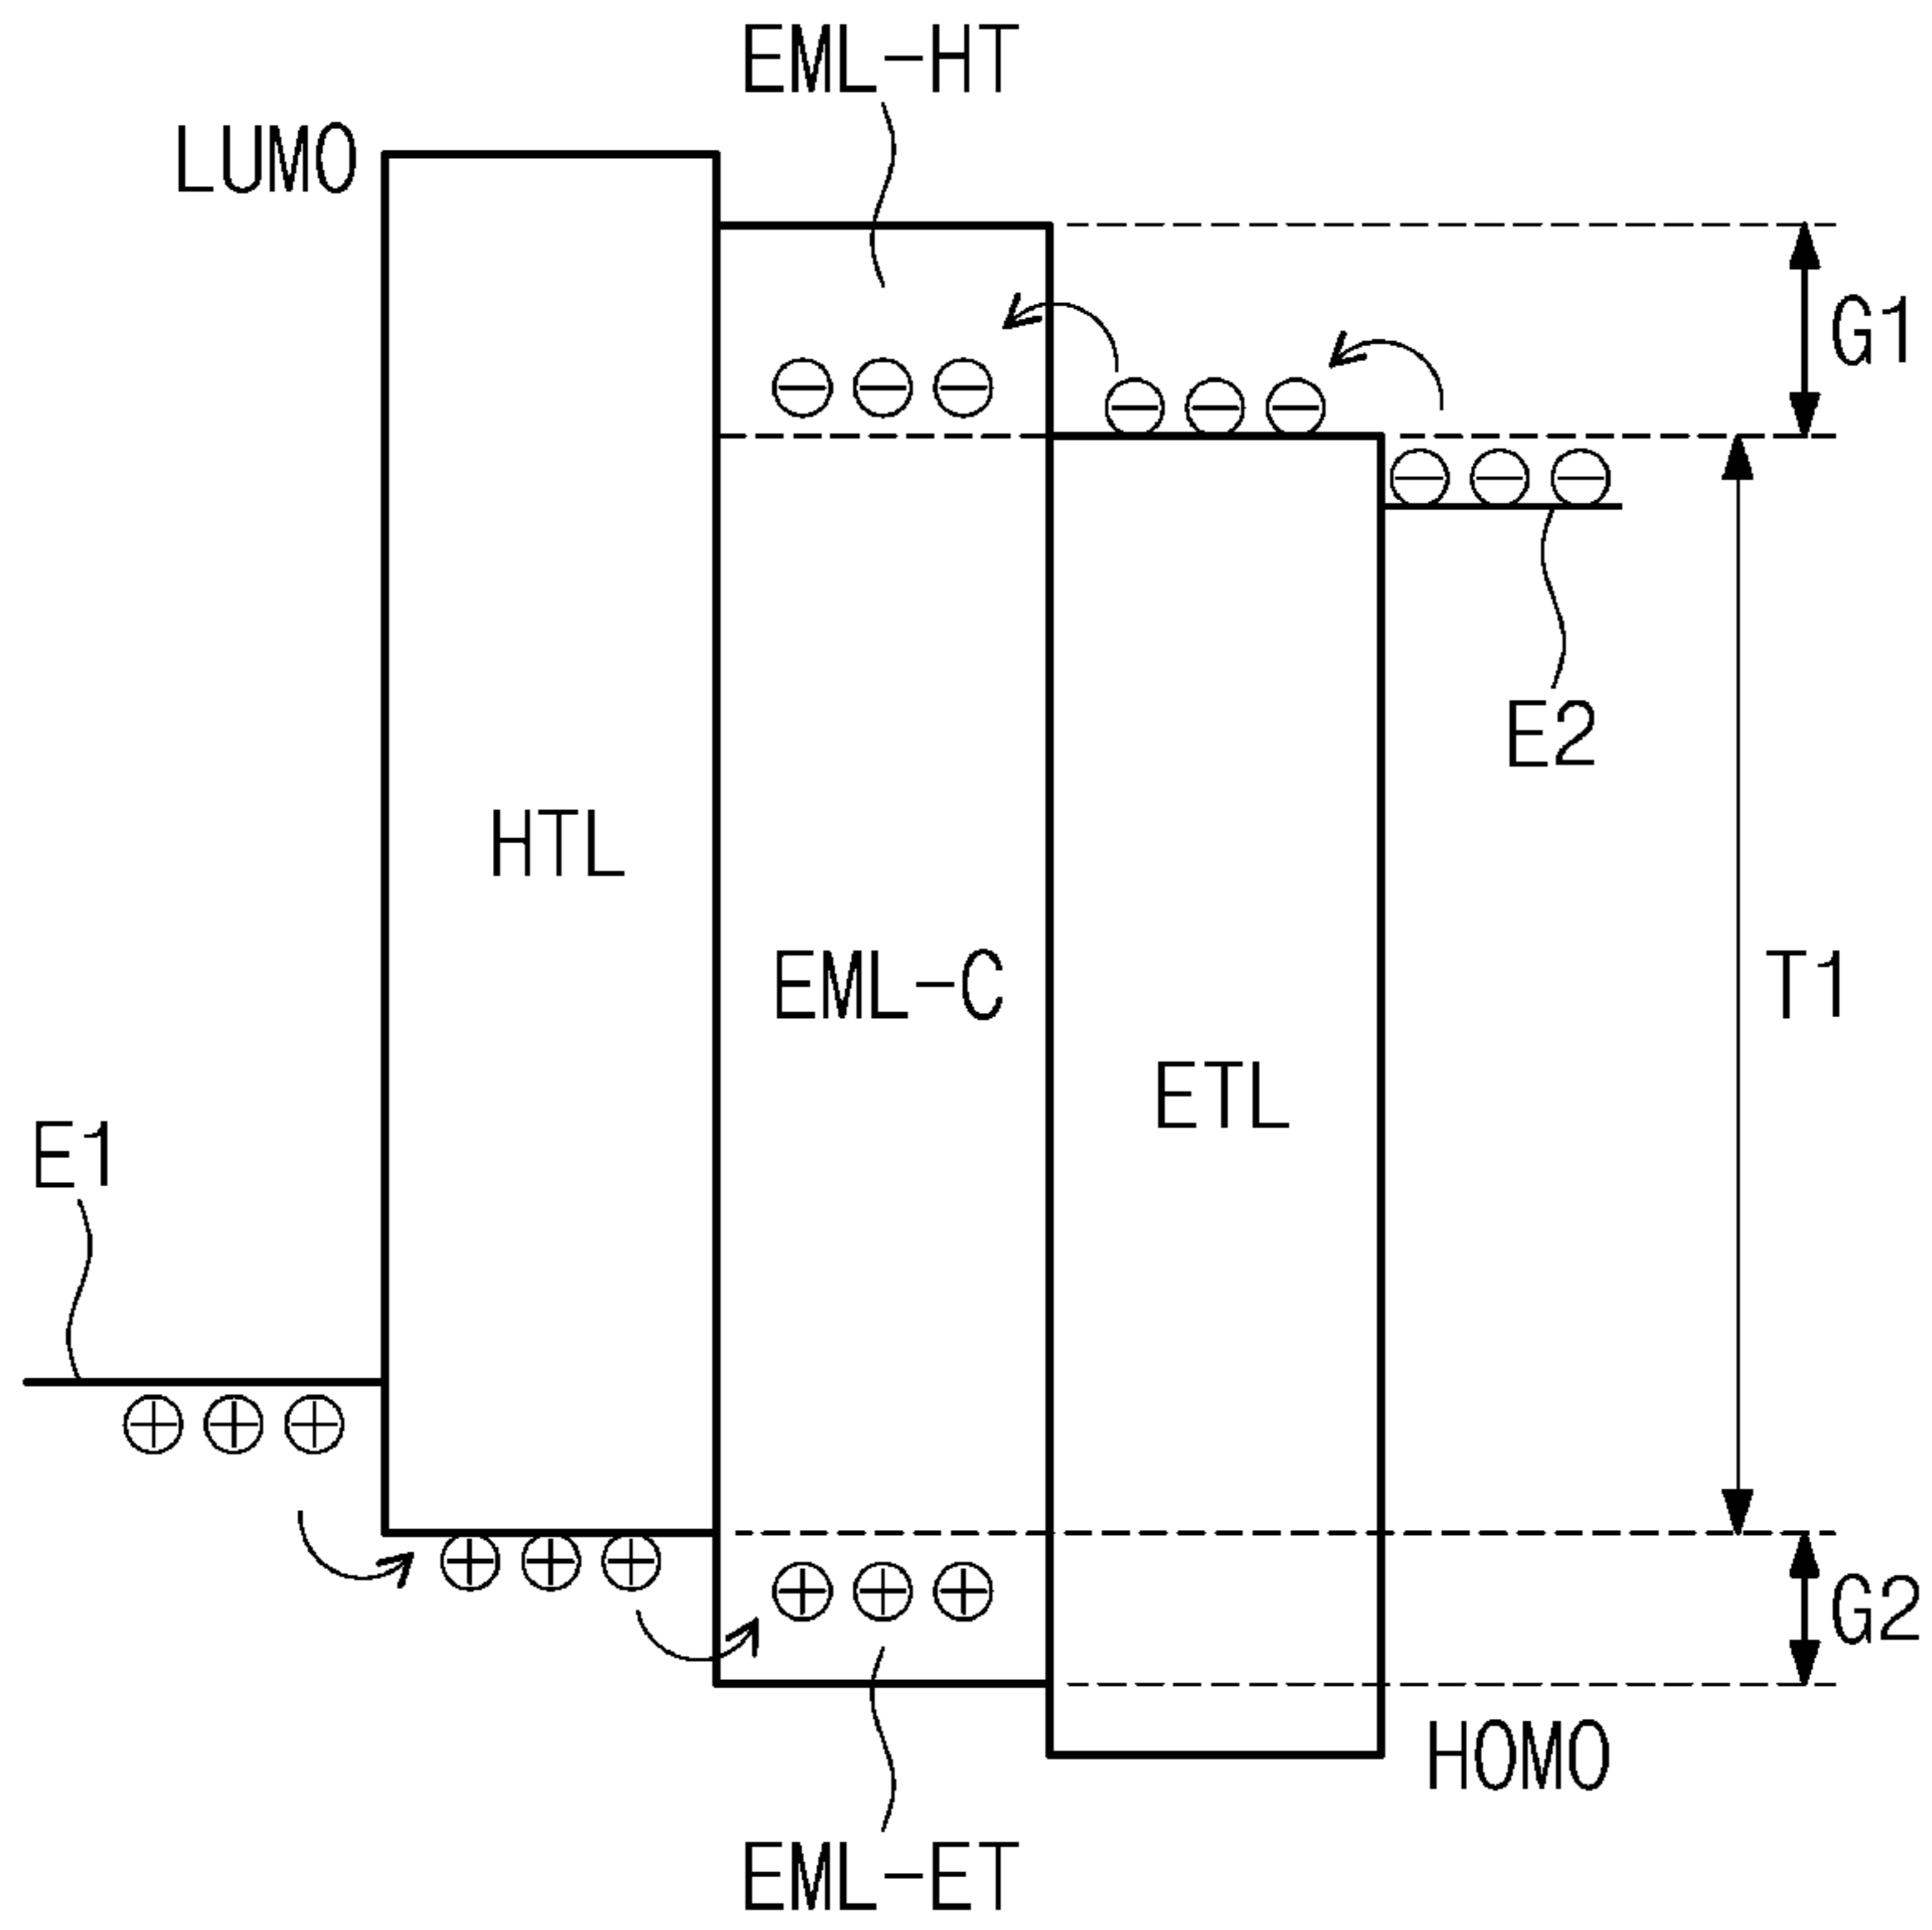 EML-HT
LUMO
G1
E2
HTL
EML-C
T1
ETL
E1
G2
HOMO
EML-ET